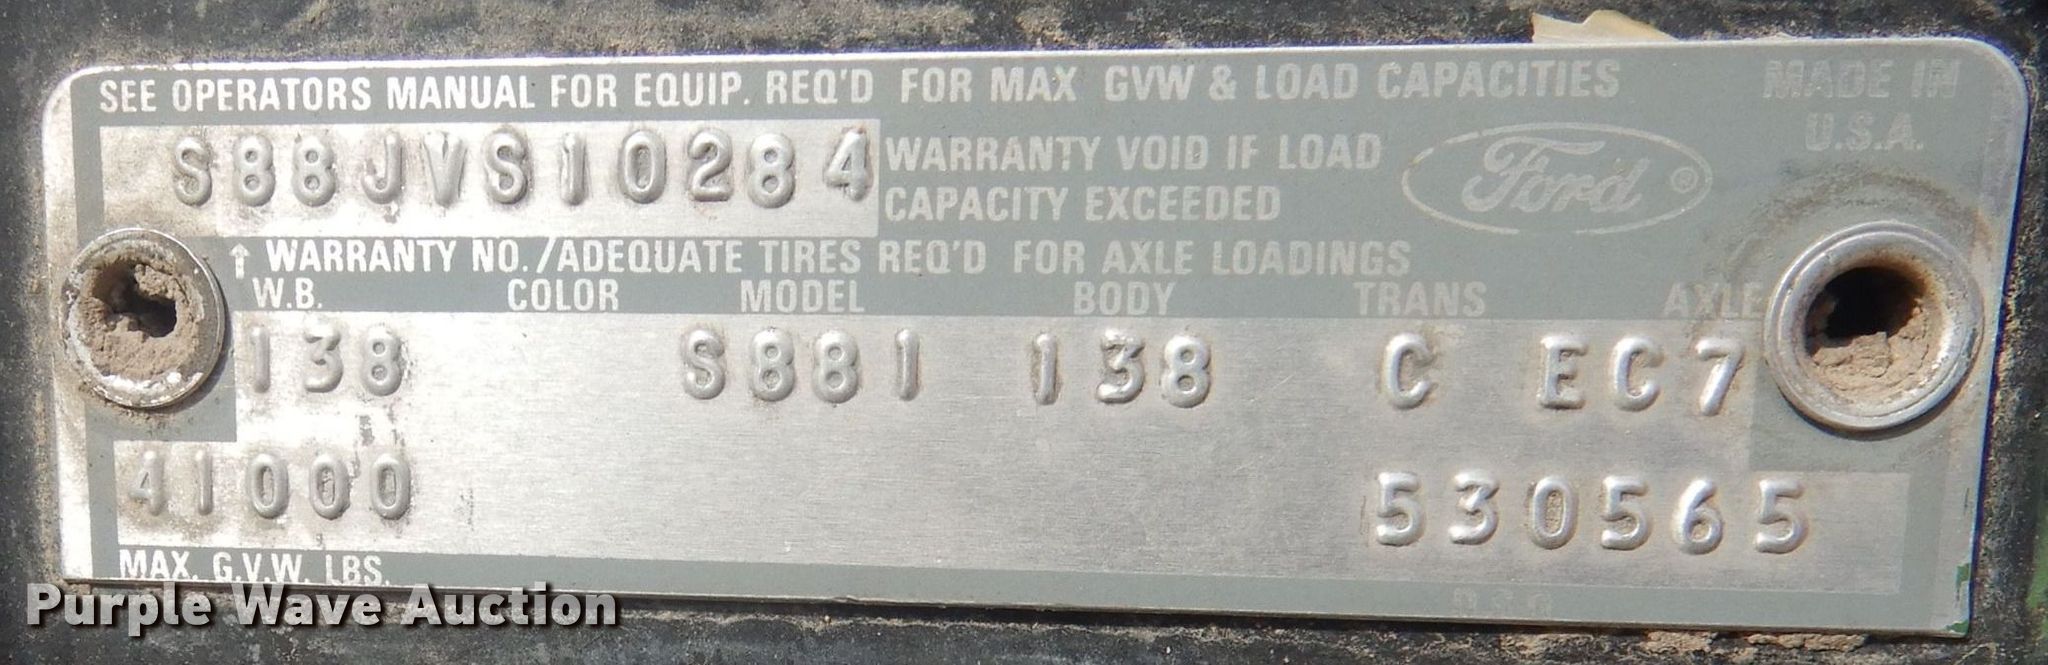 SEE OPERATORS MANUAL FOR EQUIP. REQ'D FOR MAX GVW & LOAD CAPACITIES
MADE IN
U.S.A.
S88JVS10284
WARRANTY VOID IF LOAD
CAPACITY EXCEEDED
Ford®
↑ WARRANTY NO./ADEQUATE TIRES REQ'D FOR AXLE LOADINGS
W.B. COLOR MODEL BODY TRANS AXLE
138 S881 138 C EC7
41000 530565
MAX. G.V.W. LBS.
Purple Wave Auction